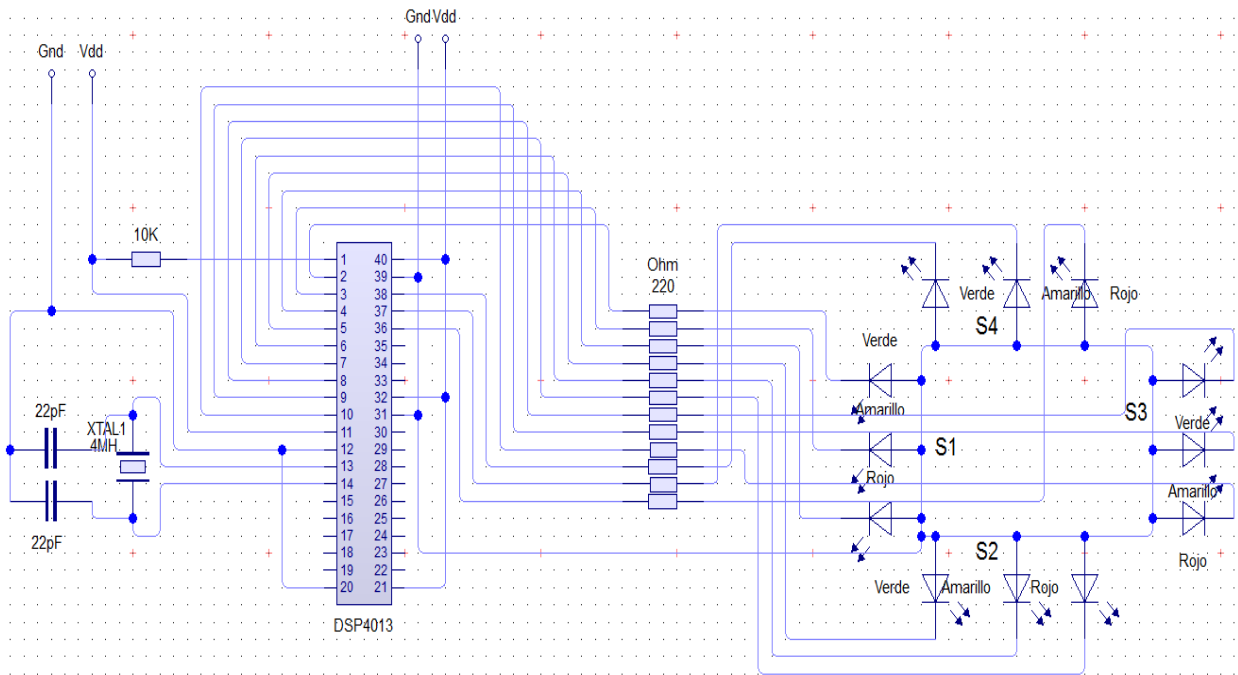 Gnd Vdd
Gnd Vdd
10K
1 40
2 39
3 38
4 37
5 36
6 35
7 34
8 33
9 32
10 31
11 30
12 29
13 28
14 27
15 26
16 25
17 24
18 23
19 22
20 21
DSP4013
22pF
XTAL1
4MH
22pF
Ohm
220
Verde
Amarillo
Rojo
S4
Verde
Amarillo
Rojo
S1
S3
Verde
Amarillo
Rojo
S2
Verde
Amarillo
Rojo